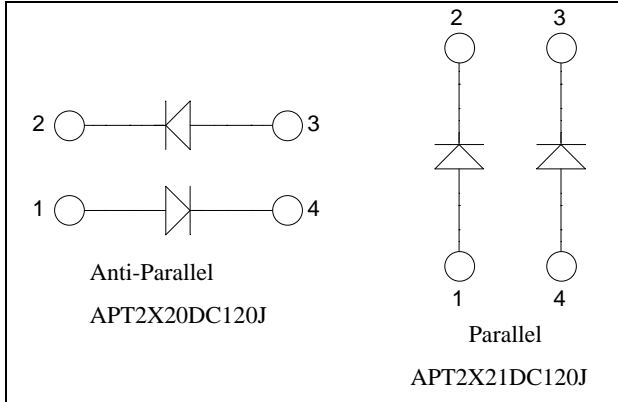 2 3
1 4
Anti-Parallel
APT2X20DC120J
2 3
1 4
Parallel
APT2X21DC120J